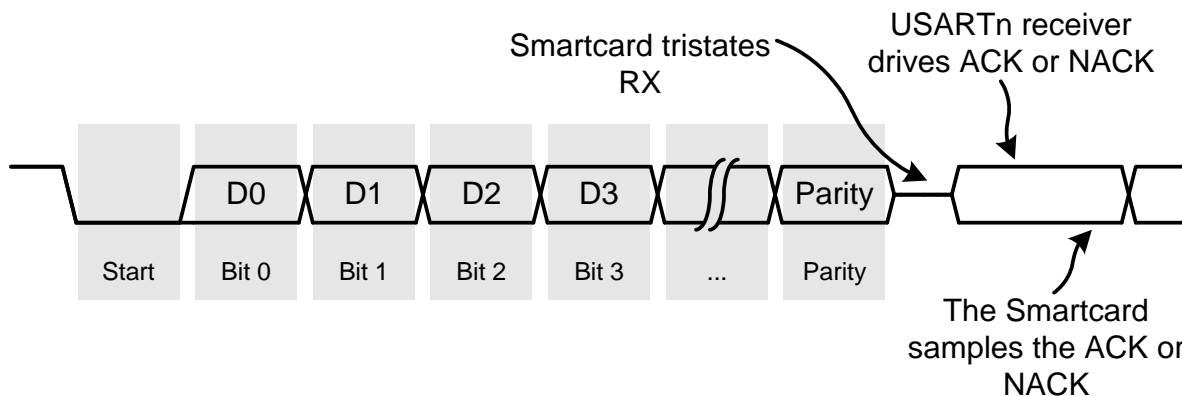 Smartcard tristates
RX
USARTn receiver
drives ACK or NACK
D0 D1 D2 D3 Parity
Start Bit 0 Bit 1 Bit 2 Bit 3 ... Parity
The Smartcard
samples the ACK or
NACK